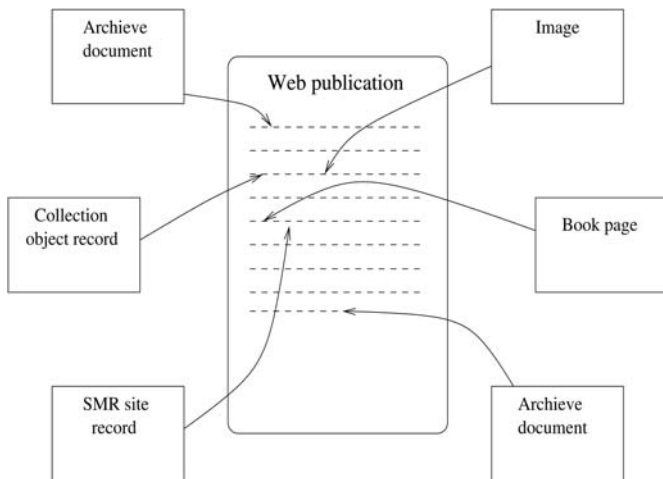 Archieve
document
Image
Web publication
Collection
object record
Book page
SMR site
record
Archieve
document